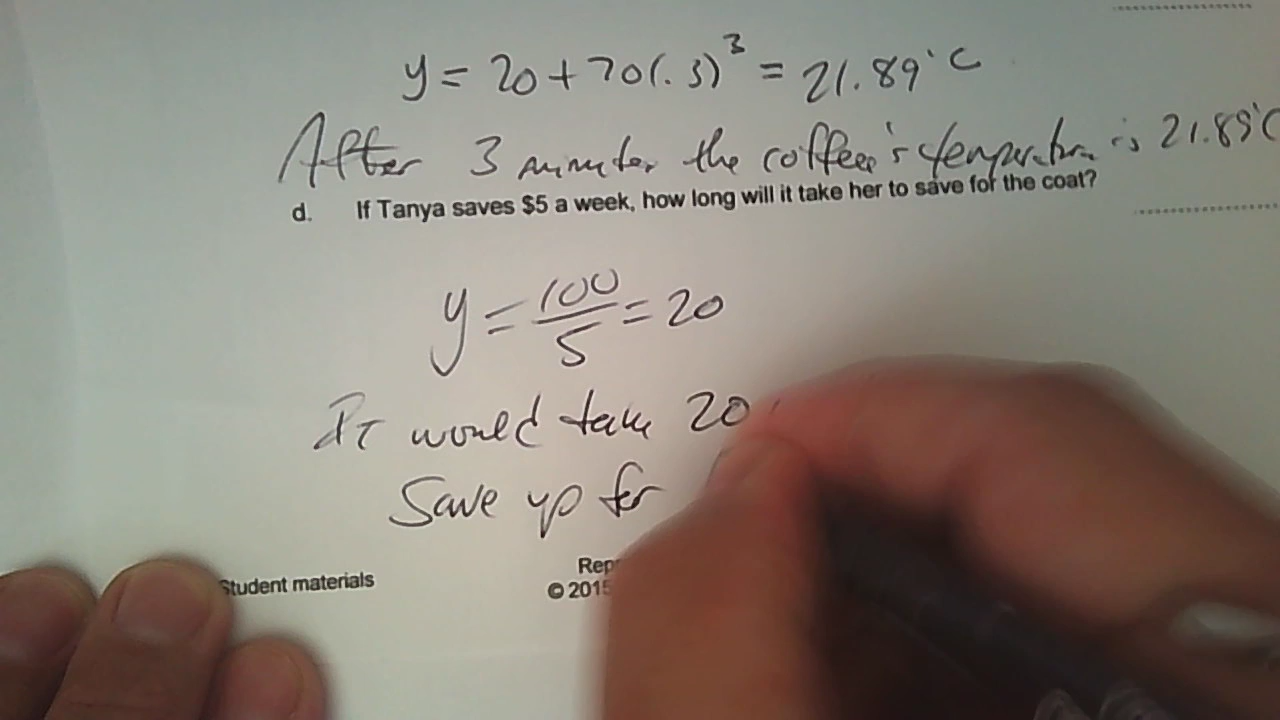 y = 20 + 70(.3)³ = 21.89°C
After 3 minutes the coffee's temperature is 21.89°C
d. If Tanya saves $5 a week, how long will it take her to save for the coat?
y = 100/5 = 20
It would take 20
Save up for
Student materials
© 2015